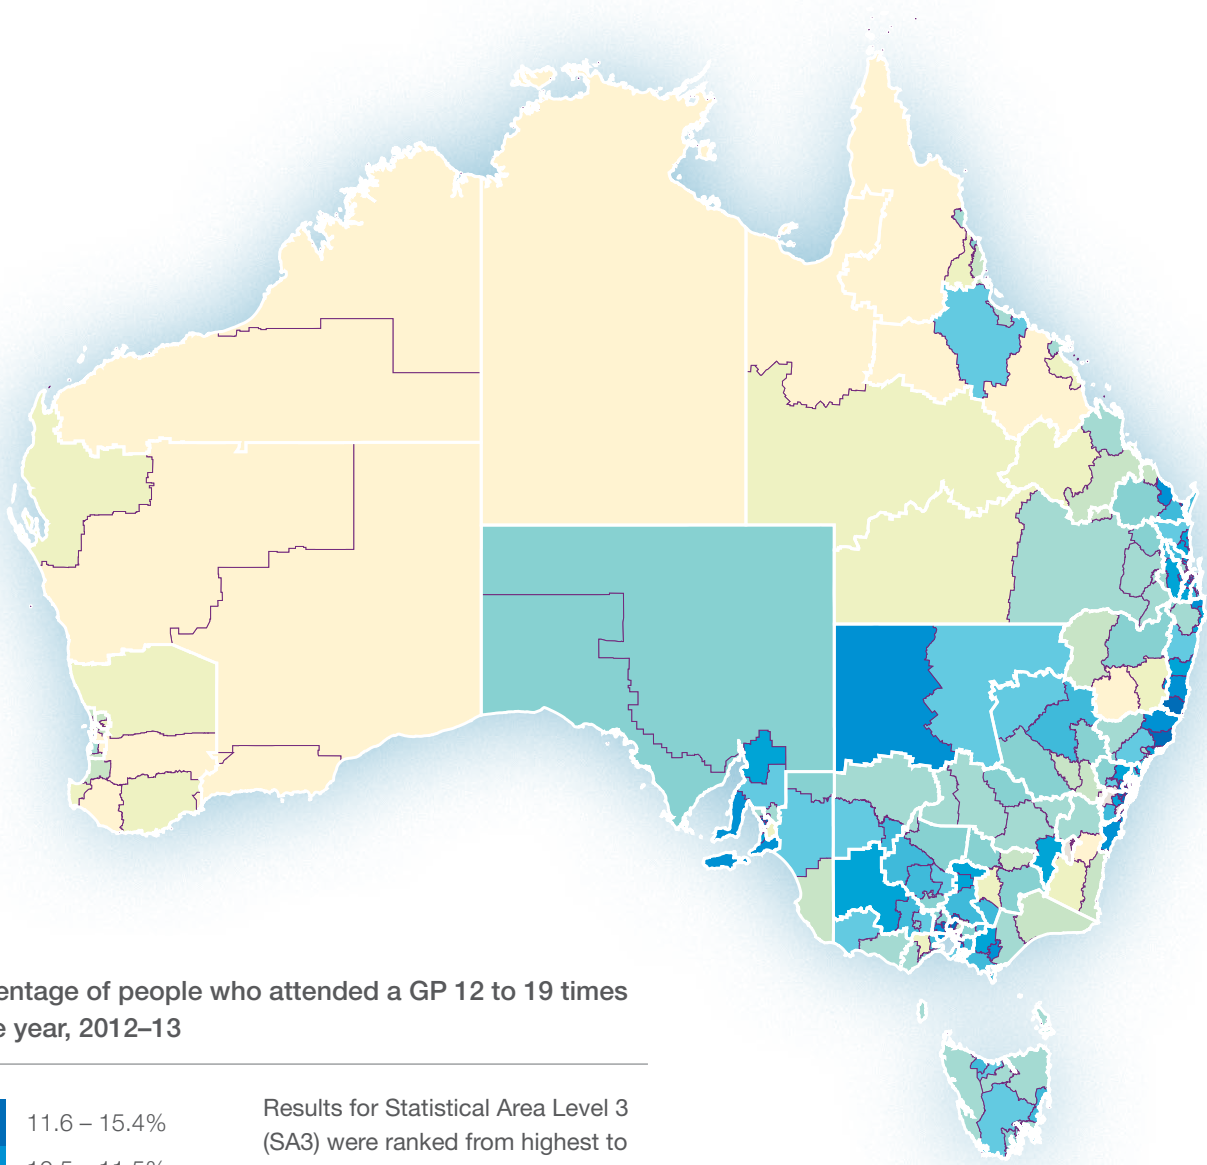 entage of people who attended a GP 12 to 19 times
e year, 2012–13
11.6 – 15.4%
Results for Statistical Area Level 3
(SA3) were ranked from highest to